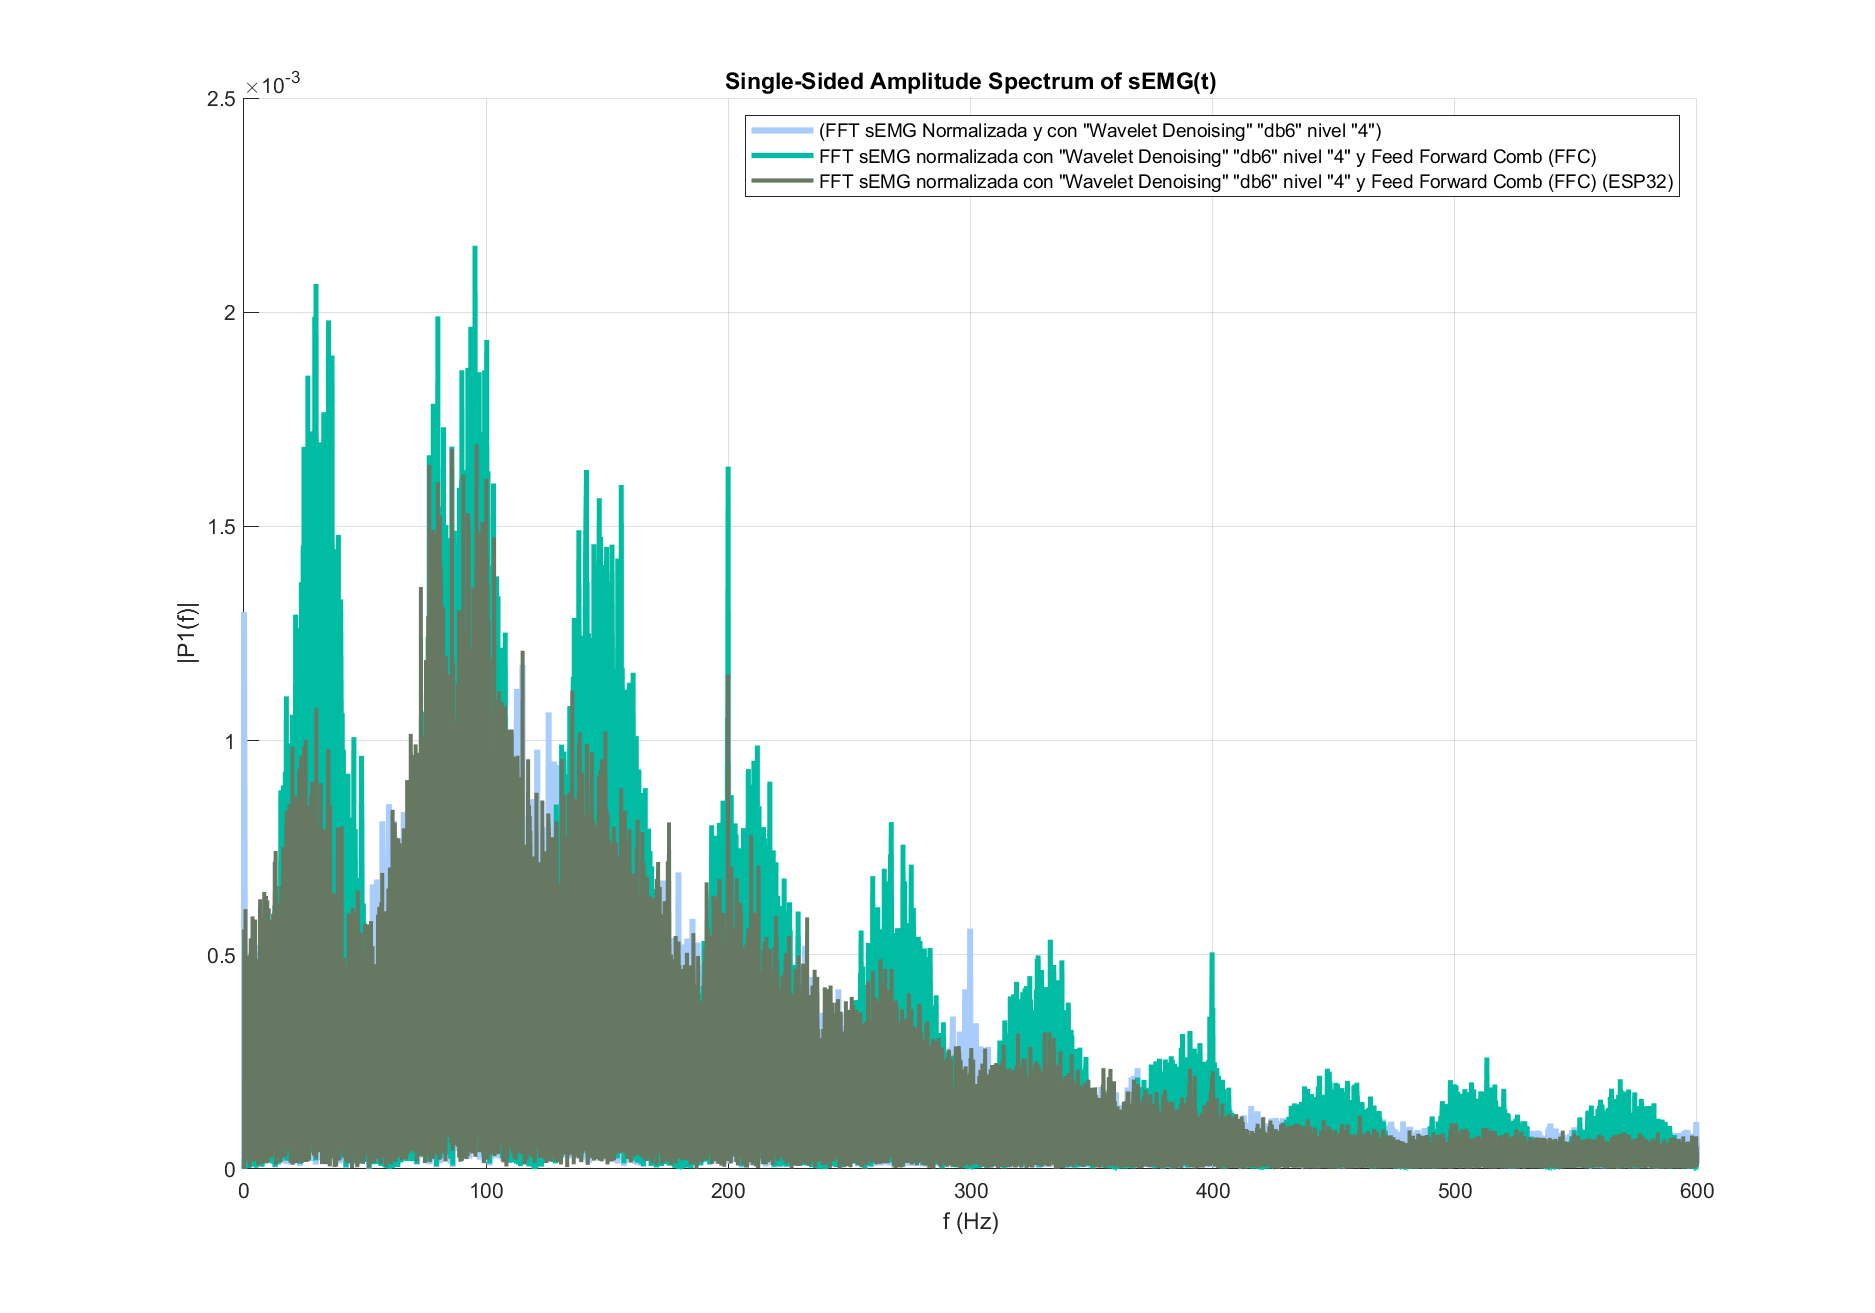 Single-Sided Amplitude Spectrum of sEMG(t)
×10-3
(FFT sEMG Normalizada y con "Wavelet Denoising" "db6" nivel "4")
FFT sEMG normalizada con "Wavelet Denoising" "db6" nivel "4" y Feed Forward Comb (FFC)
FFT sEMG normalizada con "Wavelet Denoising" "db6" nivel "4" y Feed Forward Comb (FFC) (ESP32)
2.5
2
1.5
1
0.5
0
|P1(f)|
0 100 200 300 400 500 600
f (Hz)